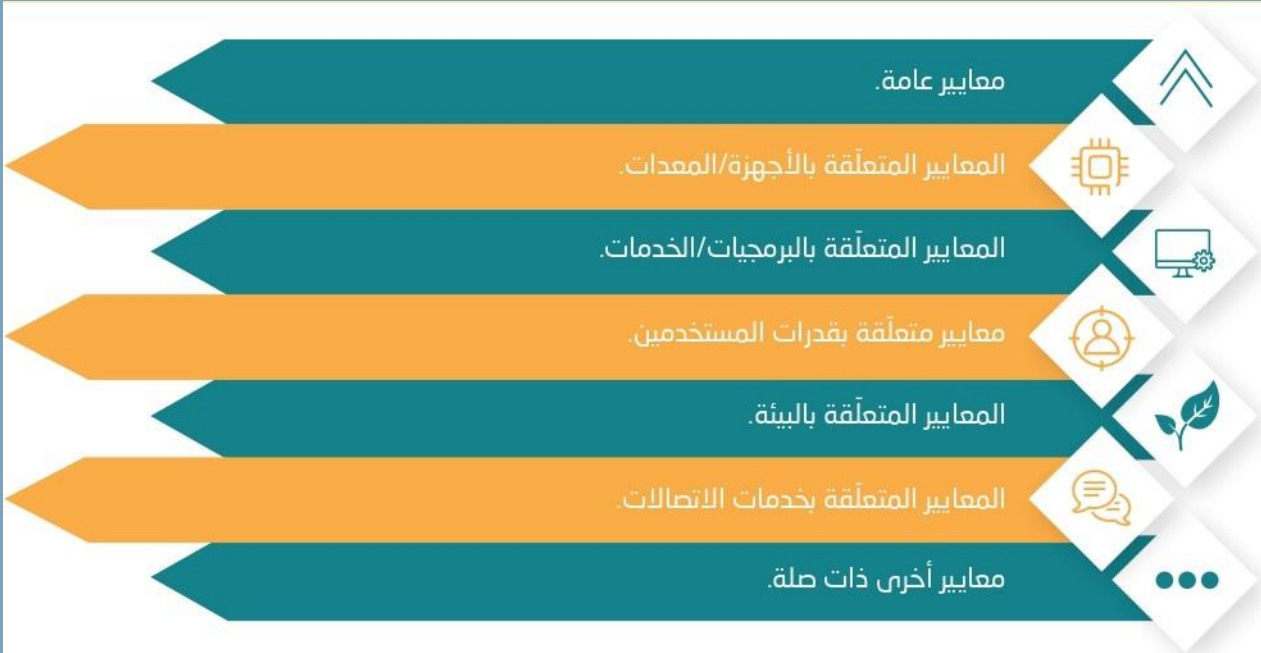 معايير عامة.
المعايير المتعلّقة بالأجهزة/المعدات.
المعايير المتعلّقة بالبرمجيات/الخدمات.
معايير متعلّقة بقدرات المستخدمين.
المعايير المتعلّقة بالبيئة.
المعايير المتعلّقة بخدمات الاتصالات.
معايير أخرى ذات صلة.